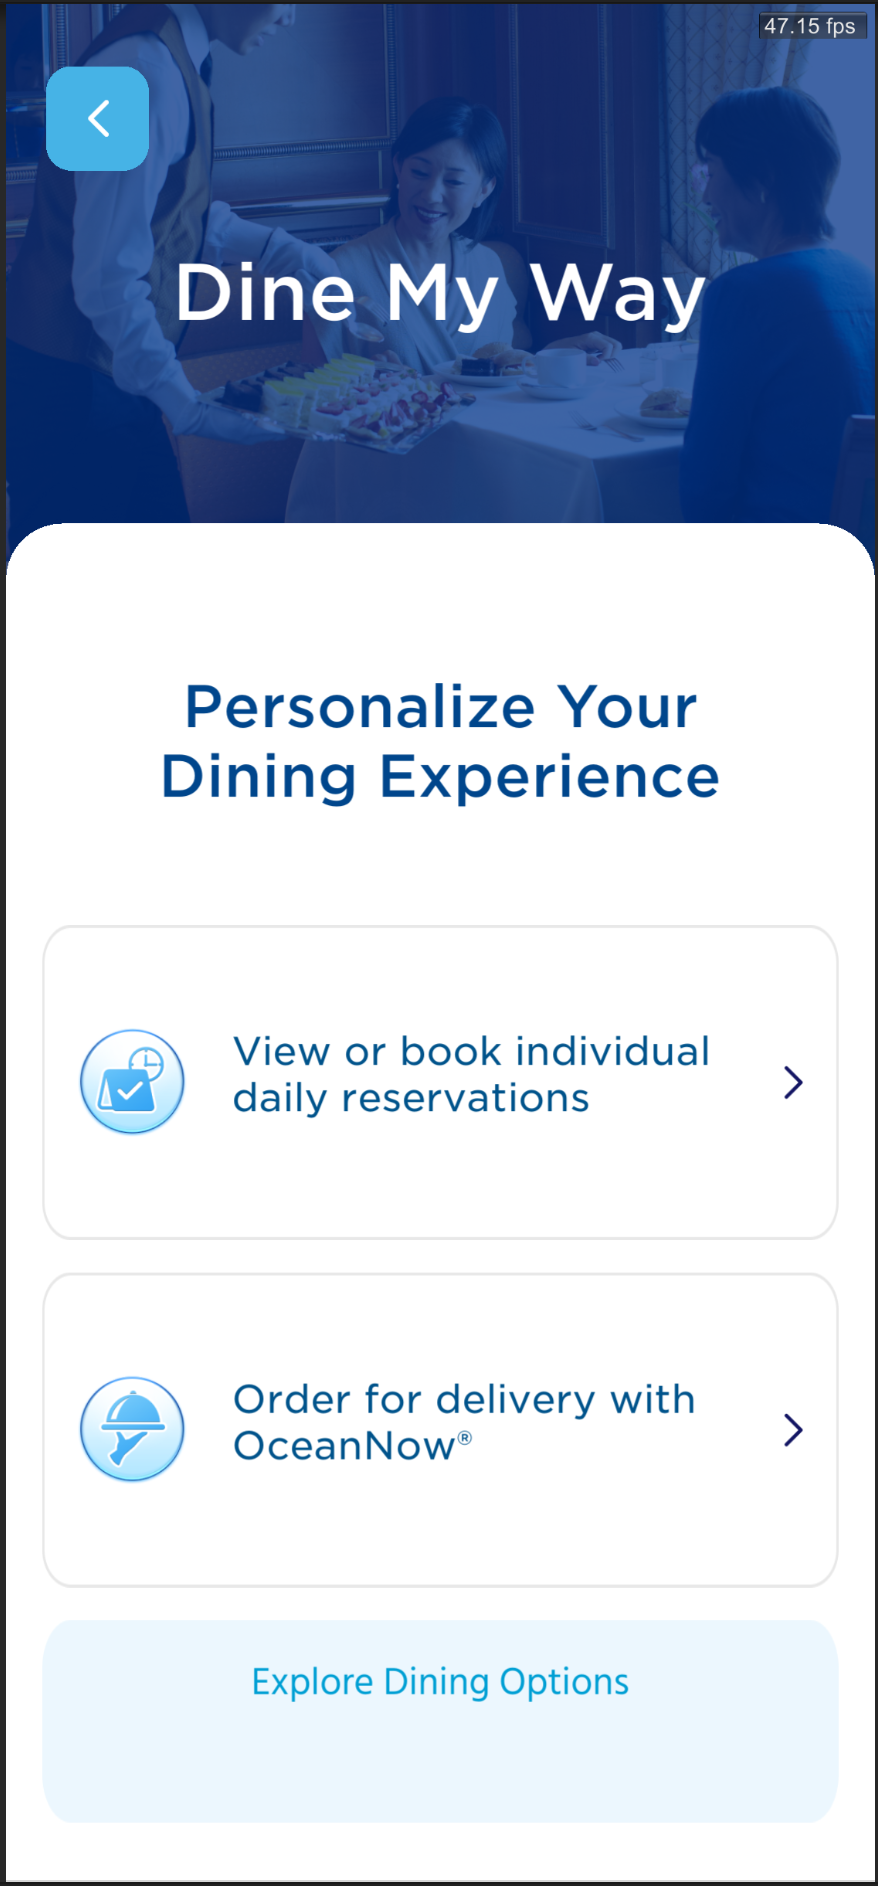 47.15 fps
Dine My Way
Personalize Your
Dining Experience
View or book individual
daily reservations
Order for delivery with
OceanNow®
Explore Dining Options